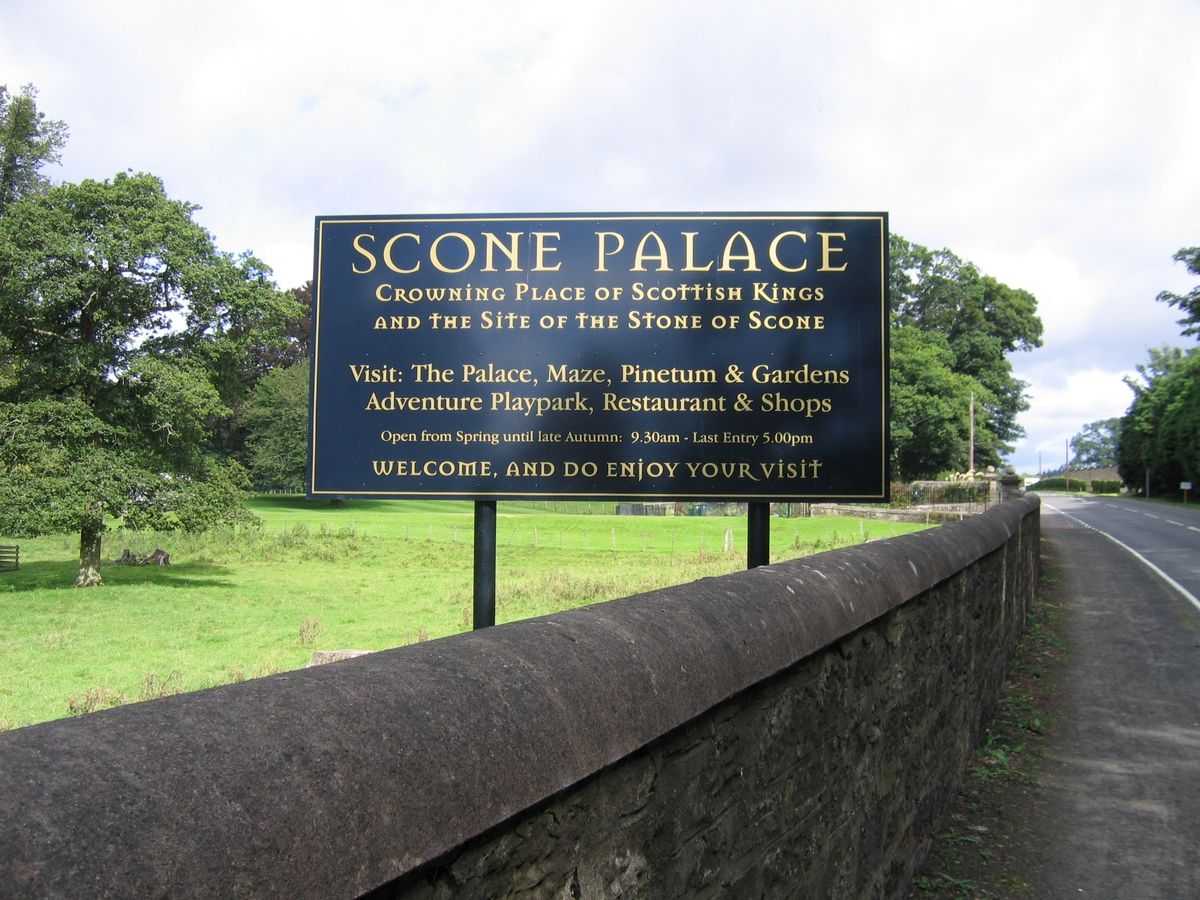 SCONE PALACE
CROWNING PLACE OF SCOTTISH KINGS
AND THE SITE OF THE STONE OF SCONE
Visit: The Palace, Maze, Pinetum & Gardens
Adventure Playpark, Restaurant & Shops
Open from Spring until late Autumn: 9.30am - Last Entry 5.00pm
WELCOME, AND DO ENJOY YOUR VISIT